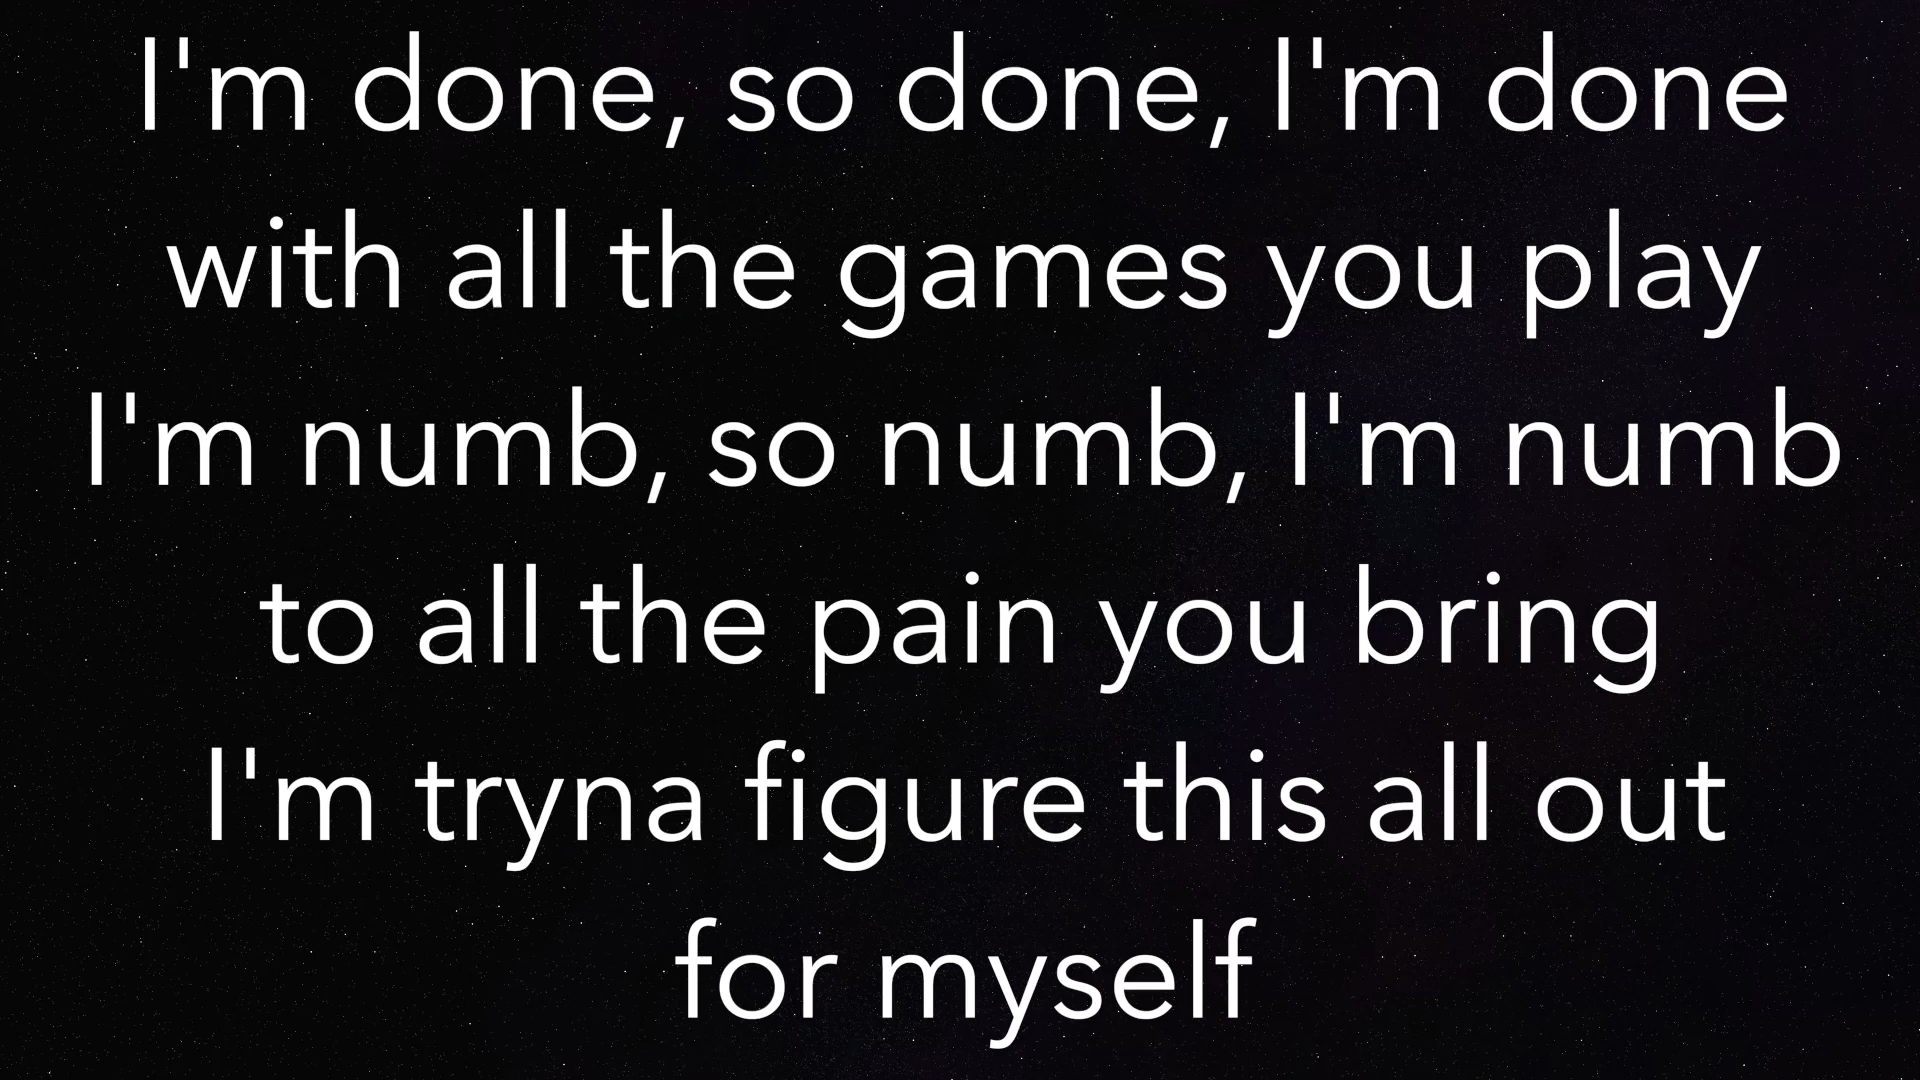 I'm done, so done, I'm done
with all the games you play
I'm numb, so numb, I'm numb
to all the pain you bring
I'm tryna figure this all out
for myself